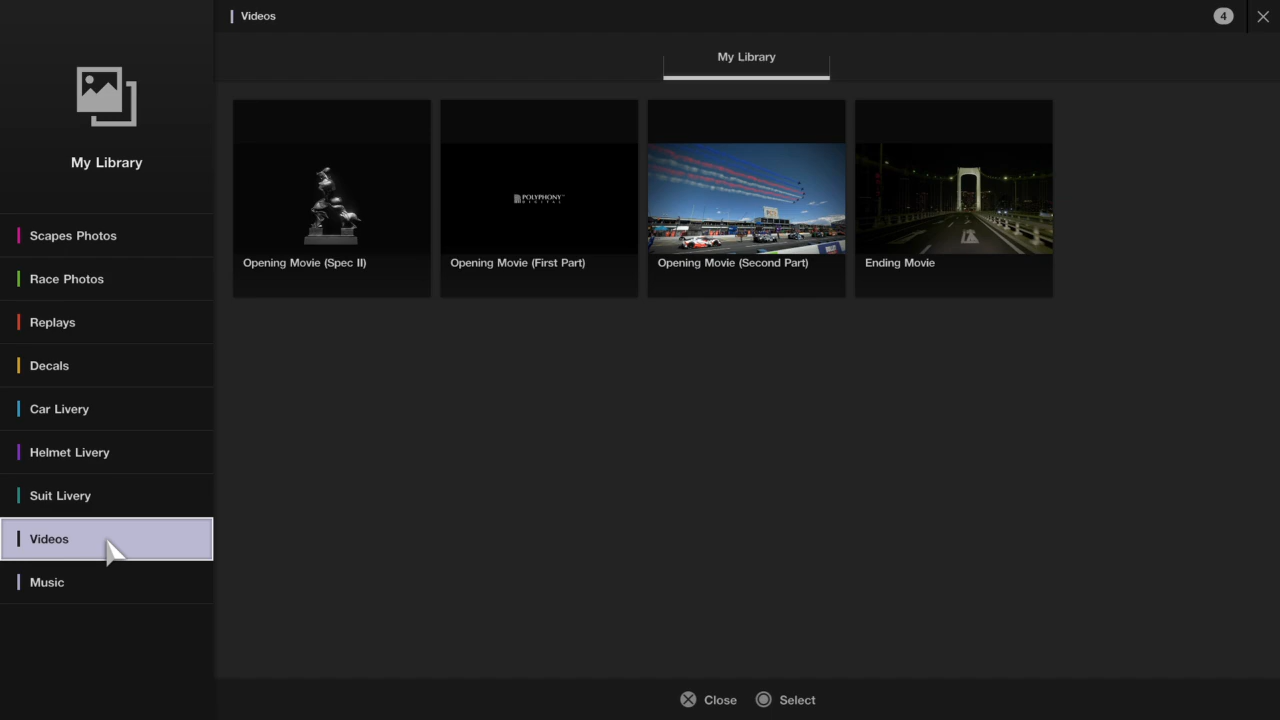 Videos
4
My Library
My Library
Scapes Photos
Race Photos
Replays
Decals
Car Livery
Helmet Livery
Suit Livery
Videos
Music
POLYPHONY
DIGITAL
Opening Movie (Spec II)
Opening Movie (First Part)
Opening Movie (Second Part)
Ending Movie
Close
Select